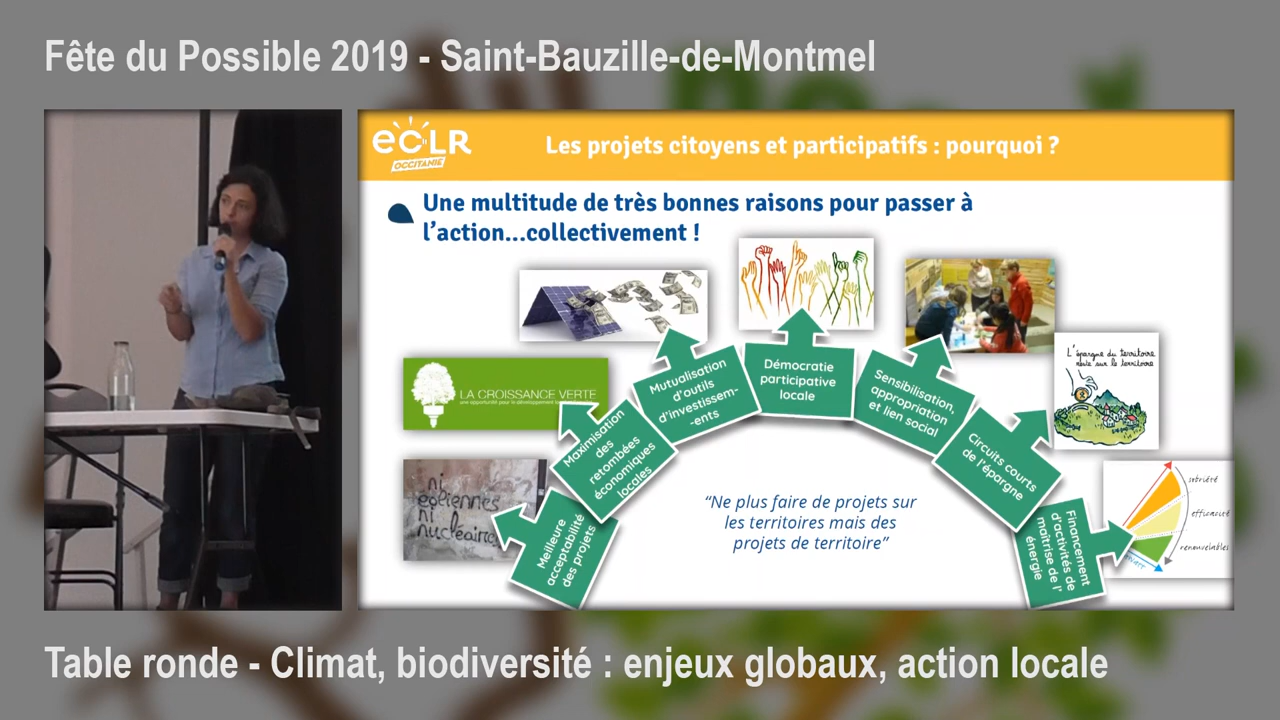 Fête du Possible 2019 - Saint-Bauzille-de-Montmel
ecLR
OCCITANIE
Les projets citoyens et participatifs : pourquoi ?
Une multitude de très bonnes raisons pour passer à
l’action...collectivement !
LA CROISSANCE VERTE
ni
éoliennes
ni
nucléaire
Meilleure
acceptabilité
des projets
Maximisation
des
retombées
économiques
locales
Mutualisation
d'outils
d'investissem-
-ents
Démocratie
participative
locale
Sensibilisation,
appropriation
et lien social
Circuits courts
de l'épargne
Financement
d'activités de
maîtrise de l'
énergie
L'épargne du territoire
reste sur le territoire
sobriété
efficacité
renouvelables
“Ne plus faire de projets sur
les territoires mais des
projets de territoire”
Table ronde - Climat, biodiversité : enjeux globaux, action locale